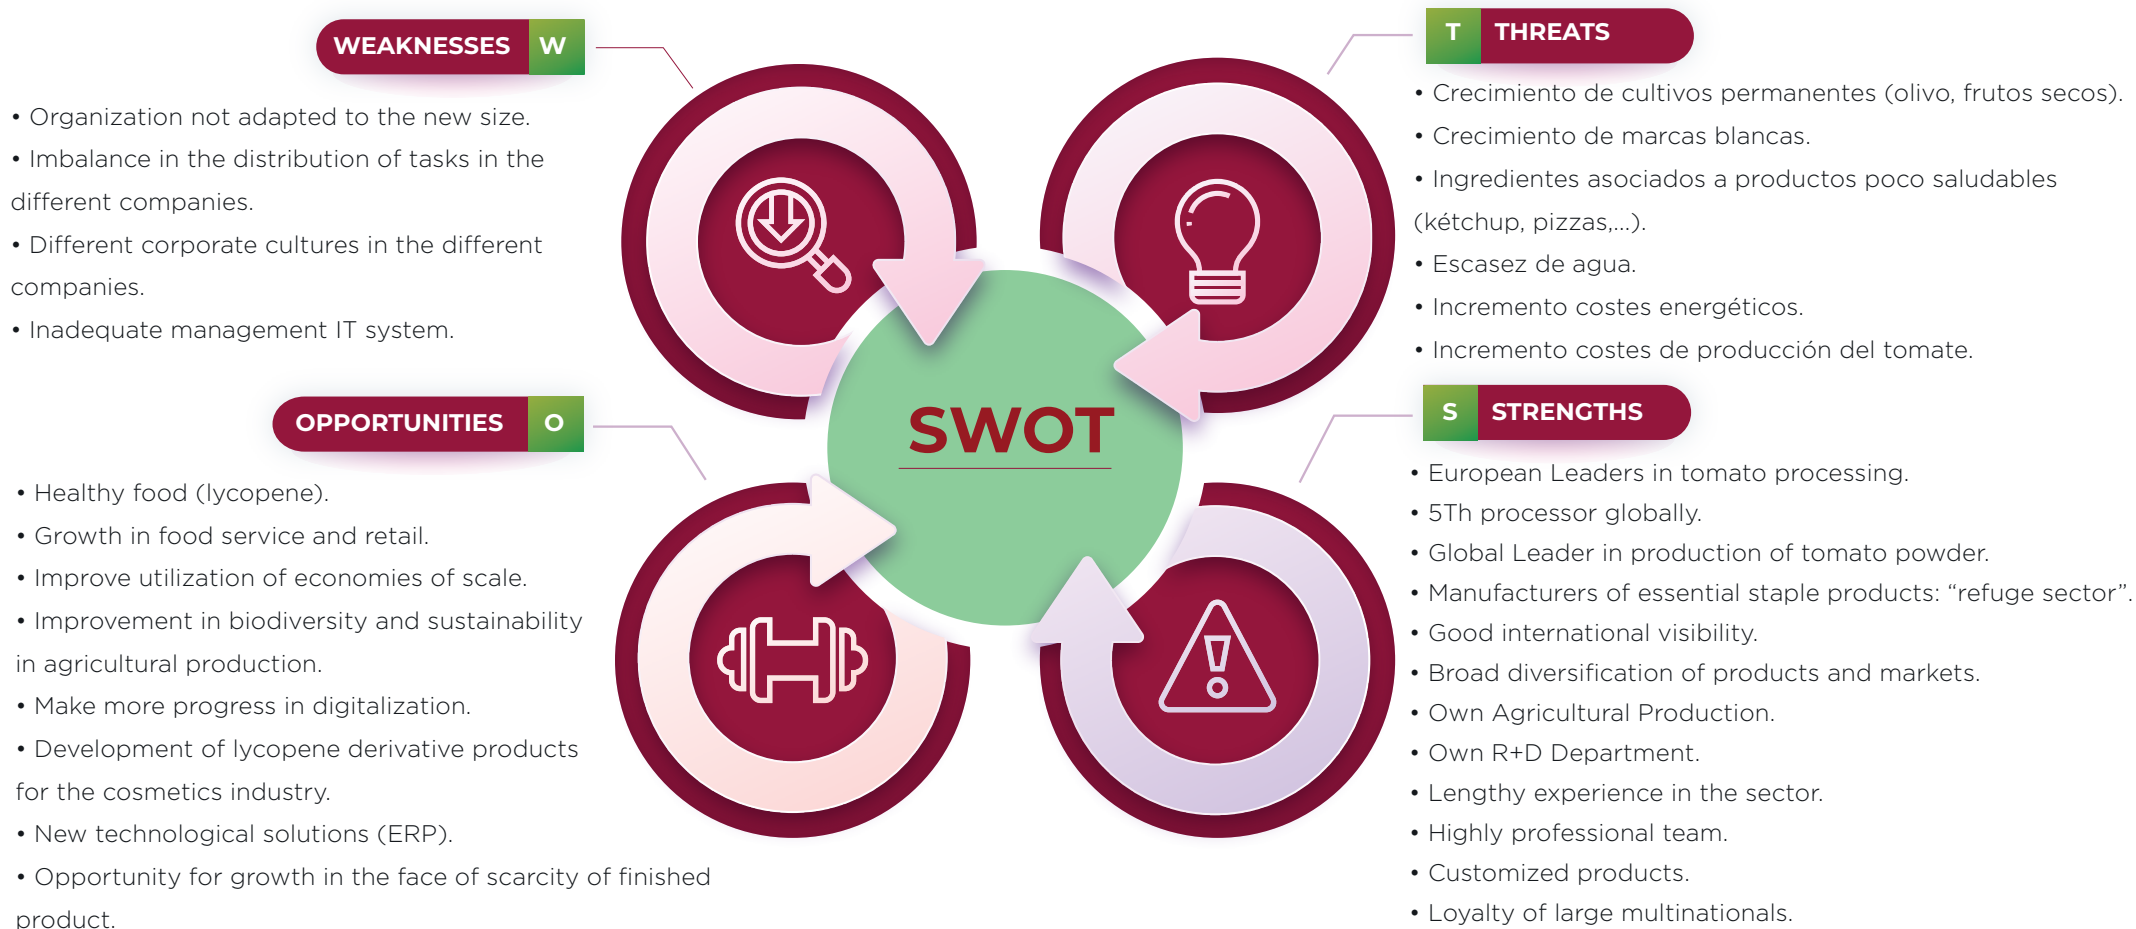 WEAKNESSES W
• Organization not adapted to the new size.
• Imbalance in the distribution of tasks in the
different companies.
• Different corporate cultures in the different
companies.
• Inadequate management IT system.
T THREATS
• Crecimiento de cultivos permanentes (olivo, frutos secos).
• Crecimiento de marcas blancas.
• Ingredientes asociados a productos poco saludables
(kétchup, pizzas,...).
• Escasez de agua.
• Incremento costes energéticos.
• Incremento costes de producción del tomate.
SWOT
OPPORTUNITIES O
• Healthy food (lycopene).
• Growth in food service and retail.
• Improve utilization of economies of scale.
• Improvement in biodiversity and sustainability
in agricultural production.
• Make more progress in digitalization.
• Development of lycopene derivative products
for the cosmetics industry.
• New technological solutions (ERP).
• Opportunity for growth in the face of scarcity of finished
product.
S STRENGTHS
• European Leaders in tomato processing.
• 5Th processor globally.
• Global Leader in production of tomato powder.
• Manufacturers of essential staple products: “refuge sector”.
• Good international visibility.
• Broad diversification of products and markets.
• Own Agricultural Production.
• Own R+D Department.
• Lengthy experience in the sector.
• Highly professional team.
• Customized products.
• Loyalty of large multinationals.